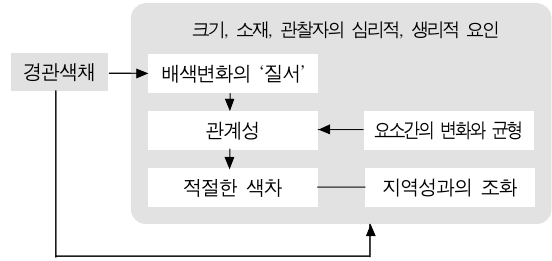 크기, 소재, 관찰자의 심리적, 생리적 요인
경관색채
배색변화의 '질서'
관계성
요소간의 변화와 균형
적절한 색차
지역성과의 조화